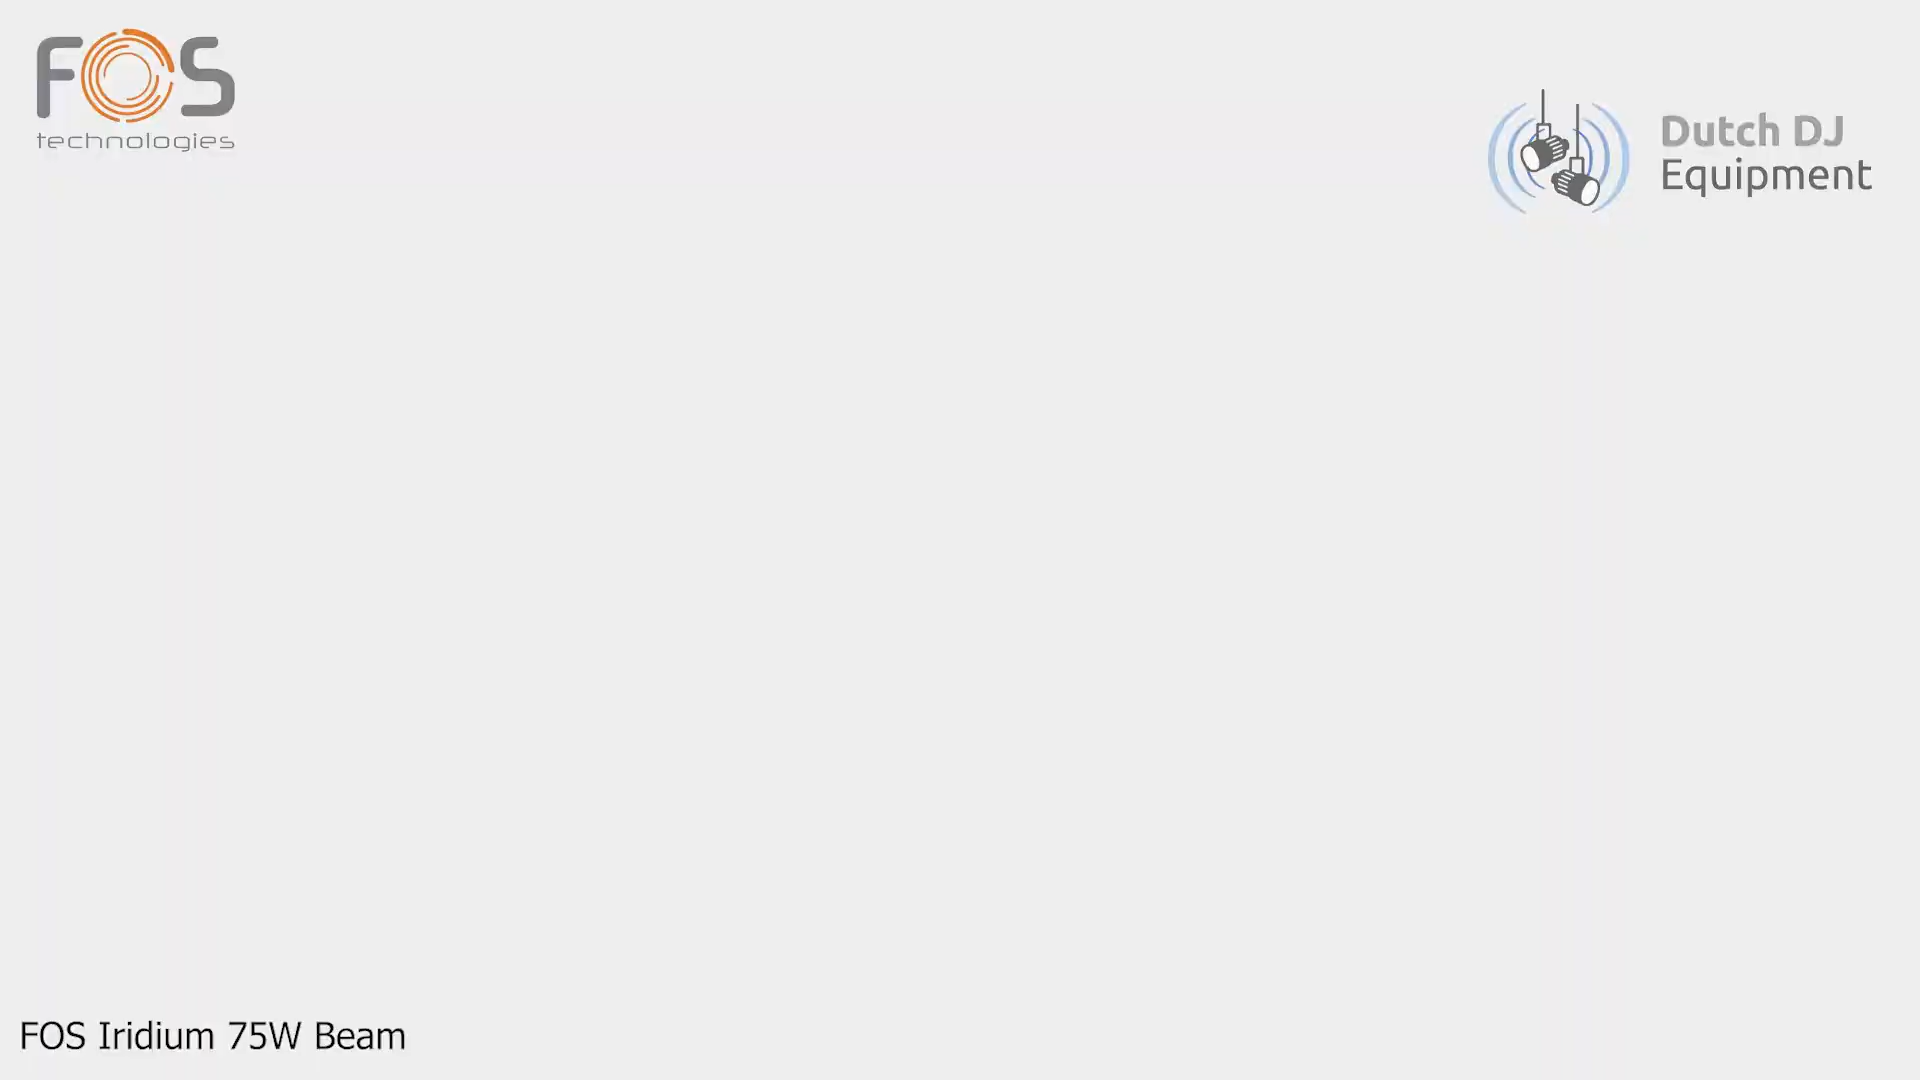 FOS
technologies
Dutch DJ
Equipment
FOS Iridium 75W Beam